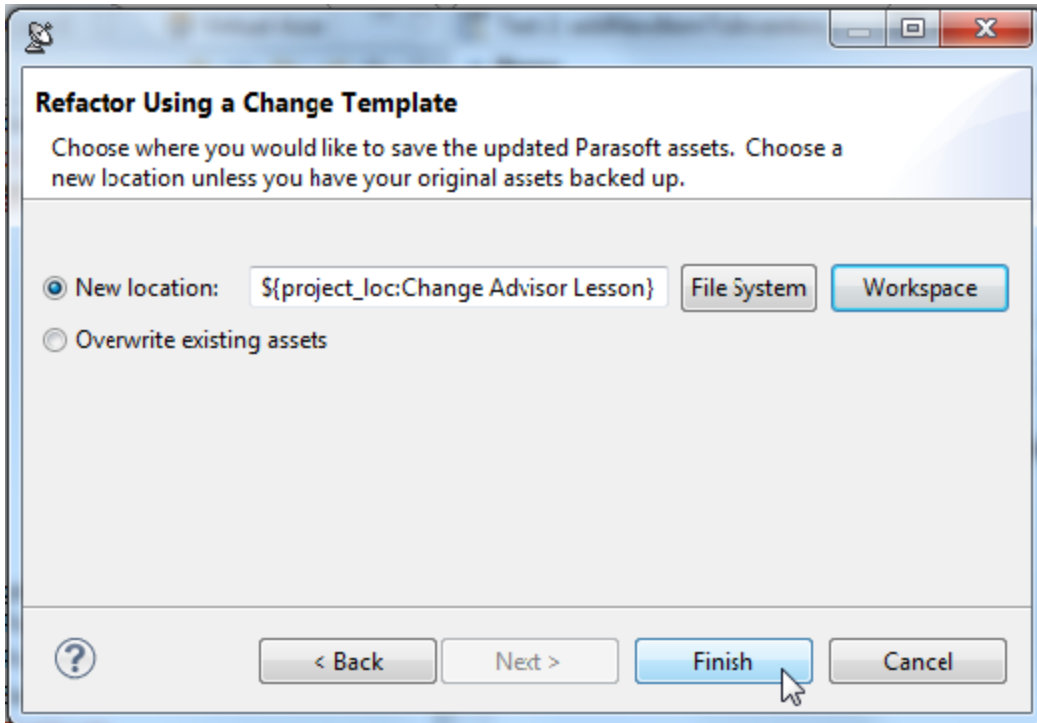 Refactor Using a Change Template
Choose where you would like to save the updated Parasoft assets. Choose a
new location unless you have your original assets backed up.
New location: ${project_loc:Change Advisor Lesson} File System Workspace
Overwrite existing assets
? < Back Next > Finish Cancel